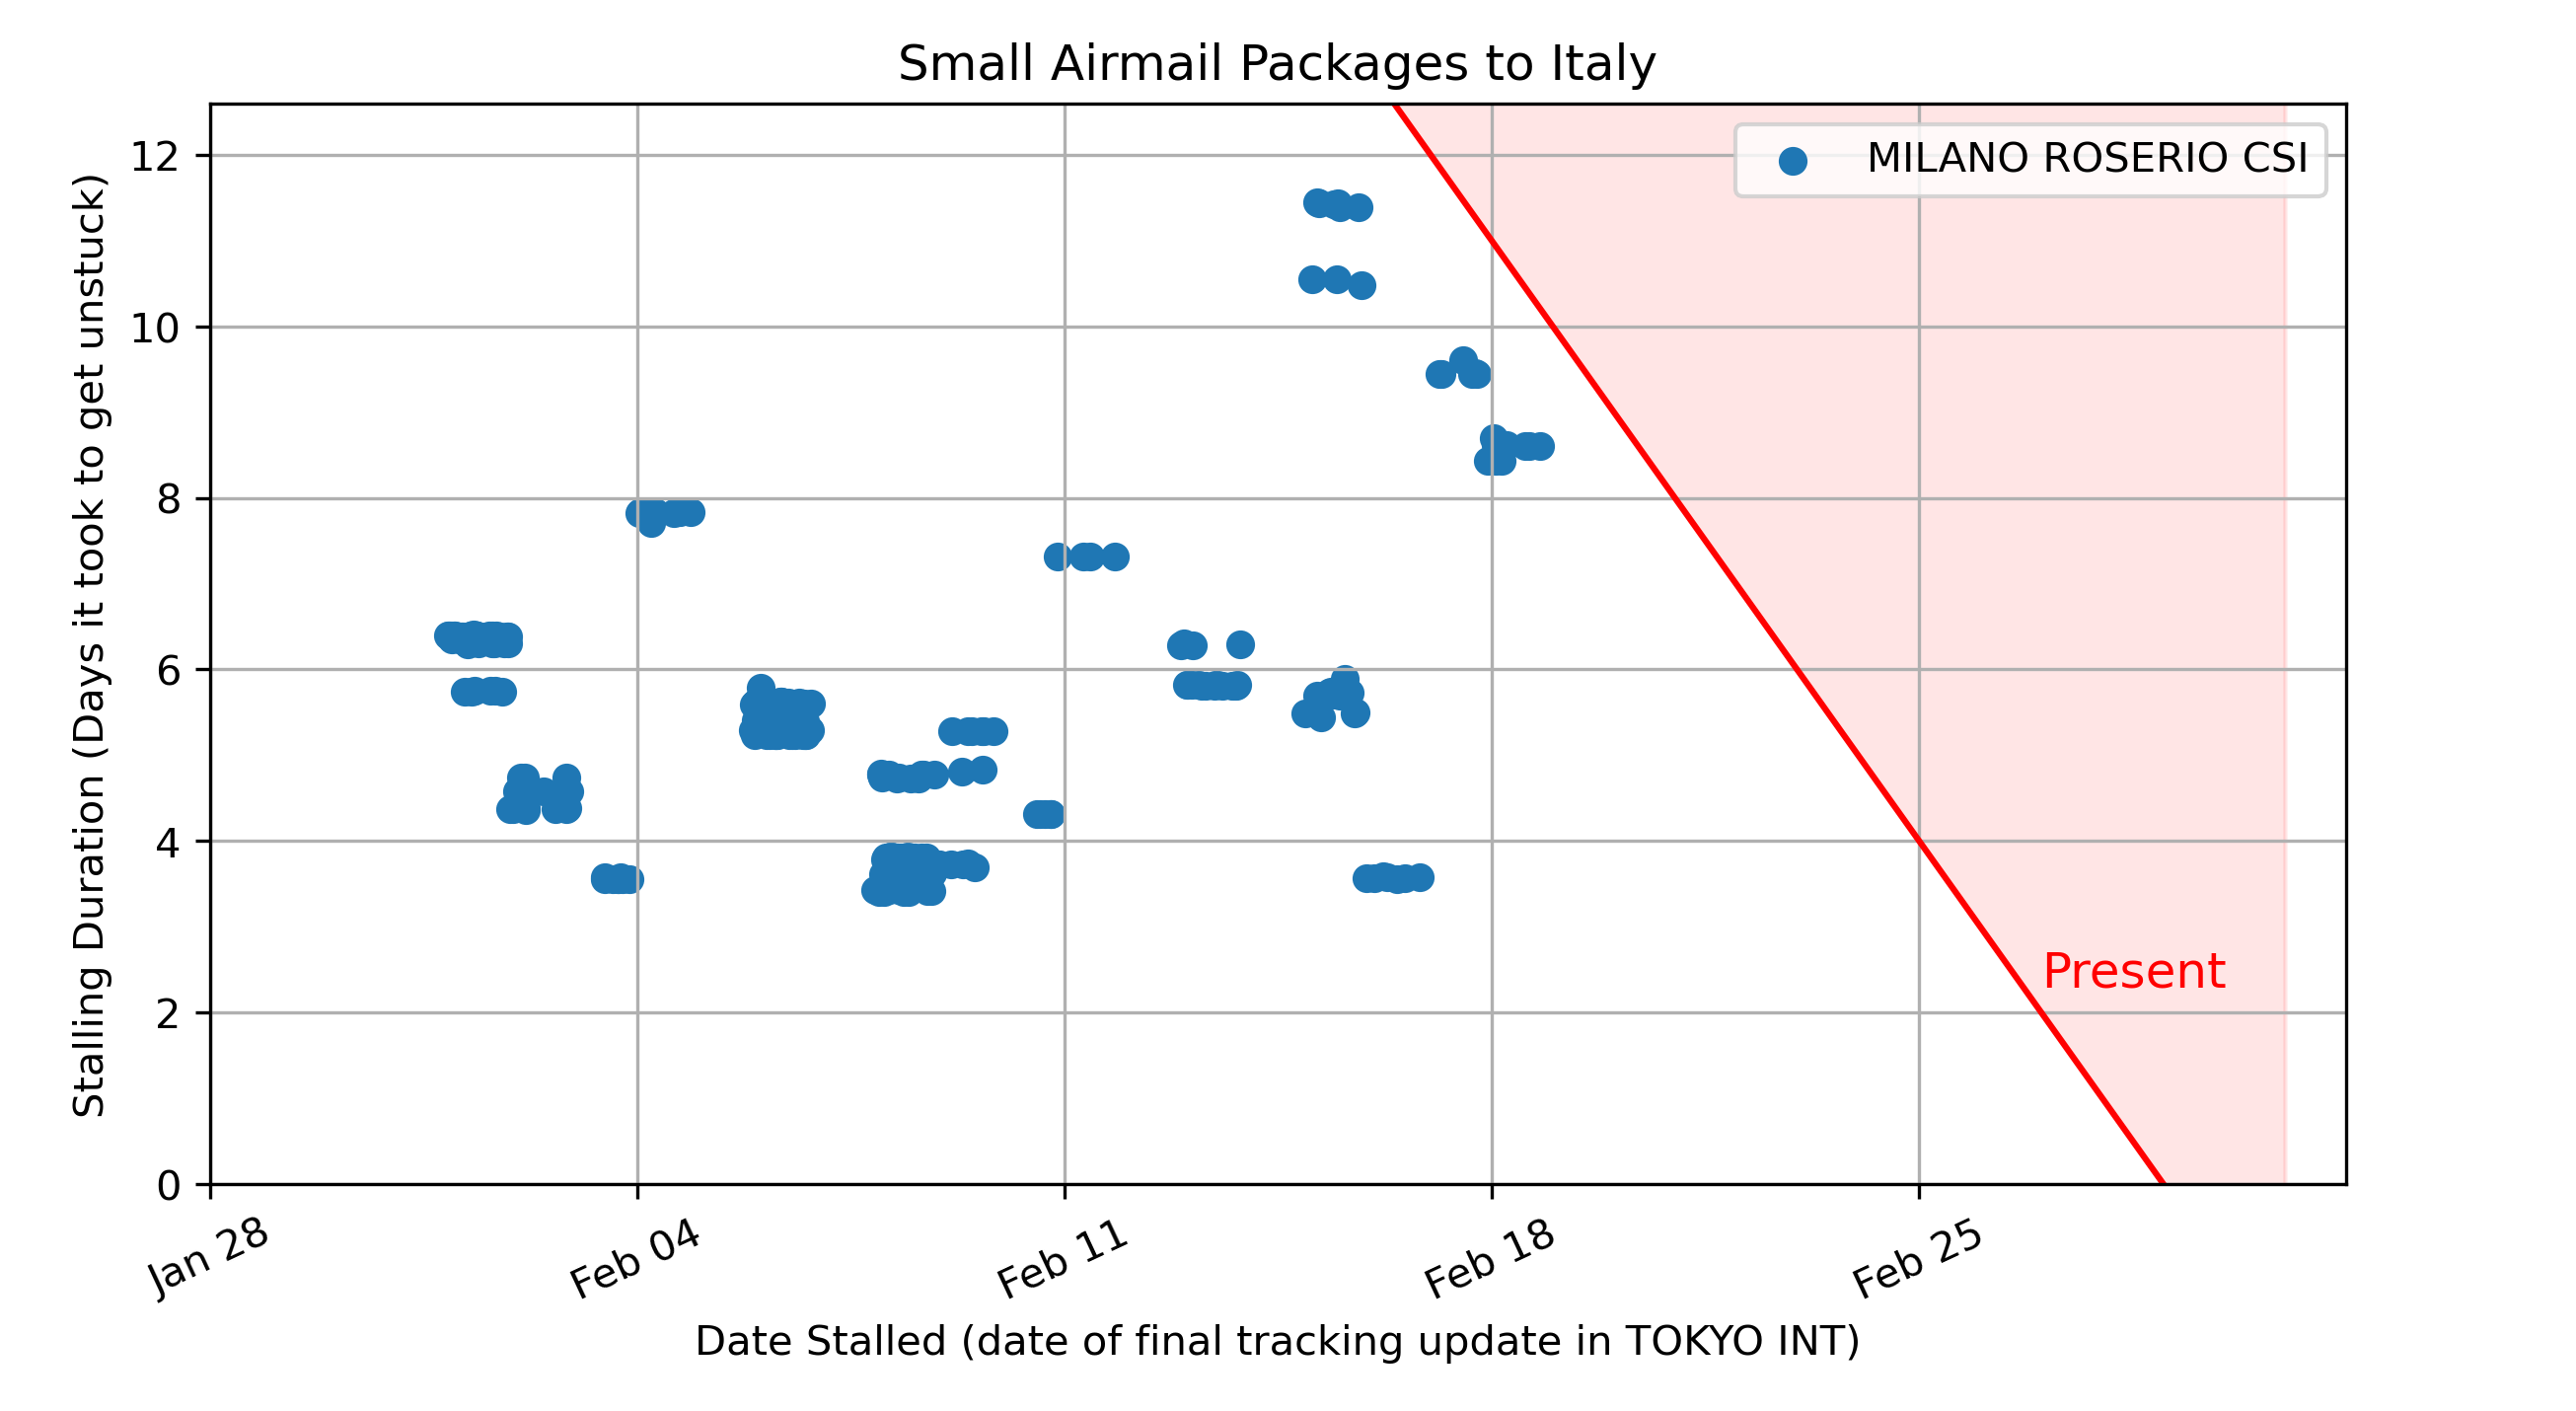 Small Airmail Packages to Italy
Stalling Duration (Days it took to get unstuck)
12
10
8
6
4
2
0
MILANO ROSERIO CSI
Present
Jan 28
Feb 04
Feb 11
Feb 18
Feb 25
Date Stalled (date of final tracking update in TOKYO INT)